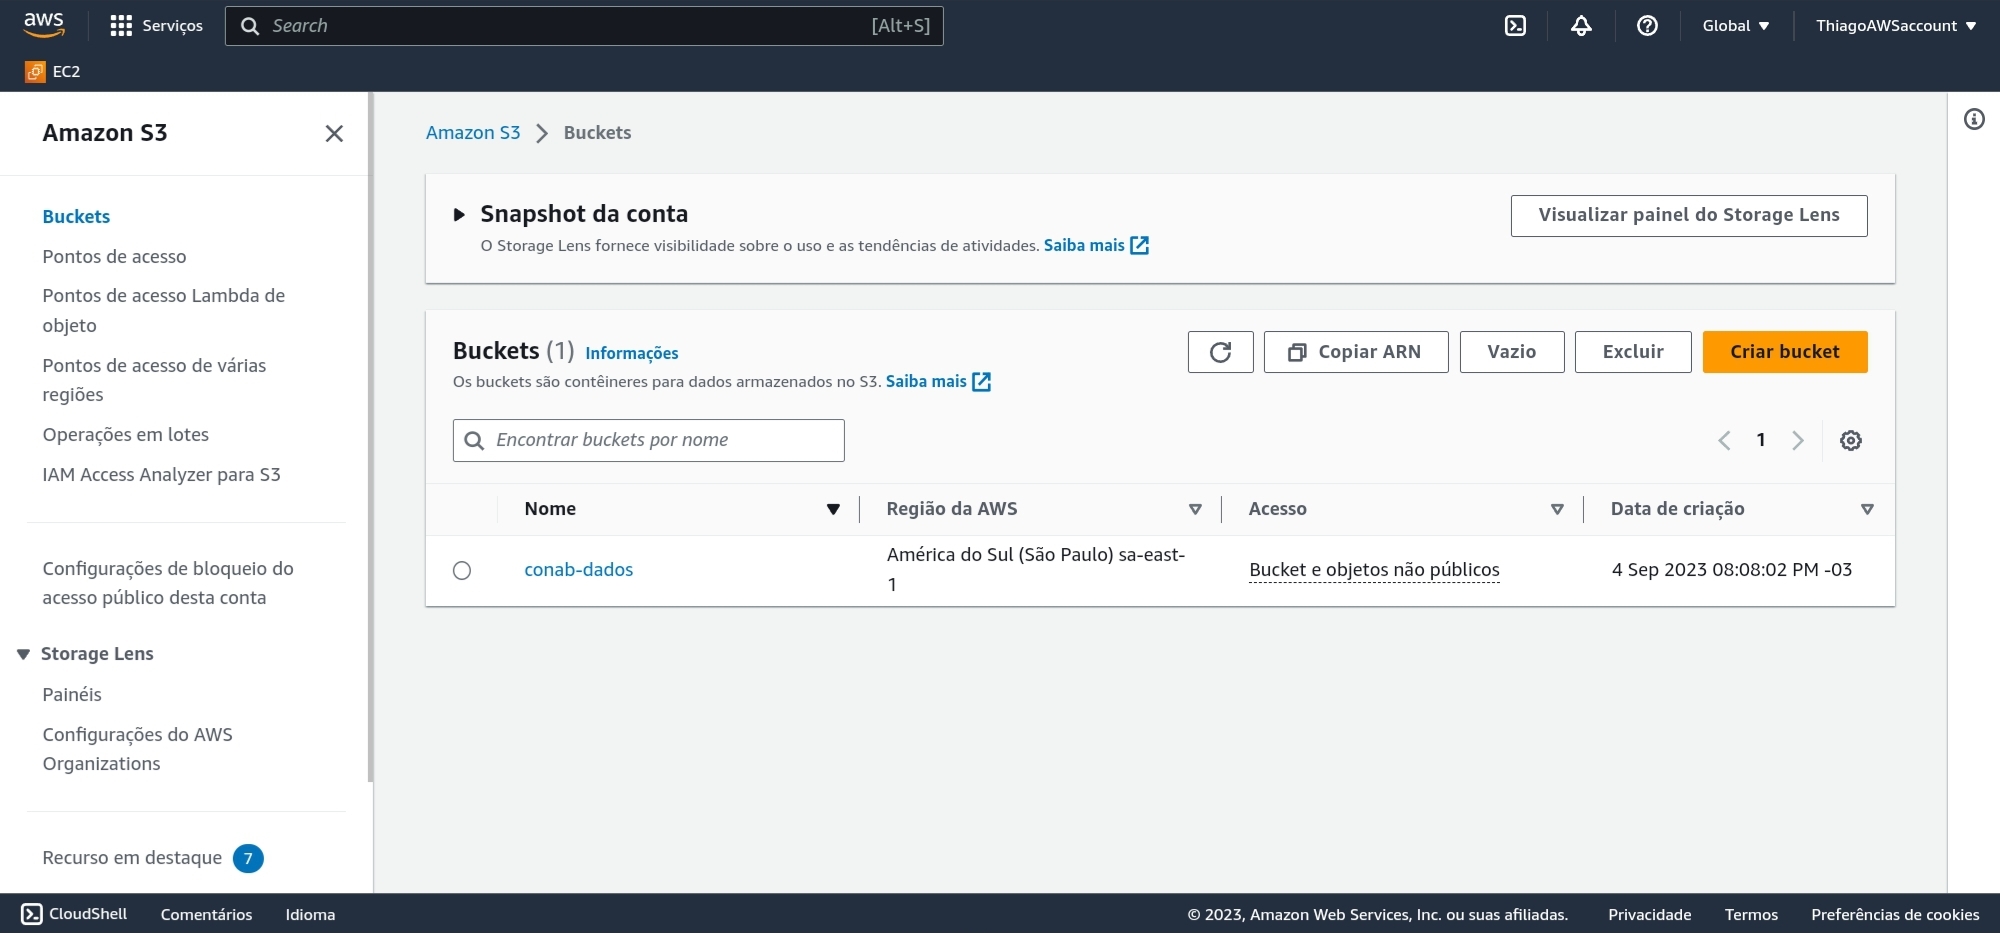 aws
Serviços
Search
[Alt+S]
Global
ThiagoAWSaccount
EC2
Amazon S3
Buckets
Pontos de acesso
Pontos de acesso Lambda de
objeto
Pontos de acesso de várias
regiões
Operações em lotes
IAM Access Analyzer para S3
Configurações de bloqueio do
acesso público desta conta
Storage Lens
Painéis
Configurações do AWS
Organizations
Recurso em destaque 7
Amazon S3 Buckets
Snapshot da conta
O Storage Lens fornece visibilidade sobre o uso e as tendências de atividades. Saiba mais
Visualizar painel do Storage Lens
Buckets (1) Informações
Os buckets são contêineres para dados armazenados no S3. Saiba mais
Copiar ARN
Vazio
Excluir
Criar bucket
Encontrar buckets por nome
1
Nome
Região da AWS
Acesso
Data de criação
conab-dados
América do Sul (São Paulo) sa-east-
1
Bucket e objetos não públicos
4 Sep 2023 08:08:02 PM -03
CloudShell
Comentários
Idioma
© 2023, Amazon Web Services, Inc. ou suas afiliadas.
Privacidade
Termos
Preferências de cookies